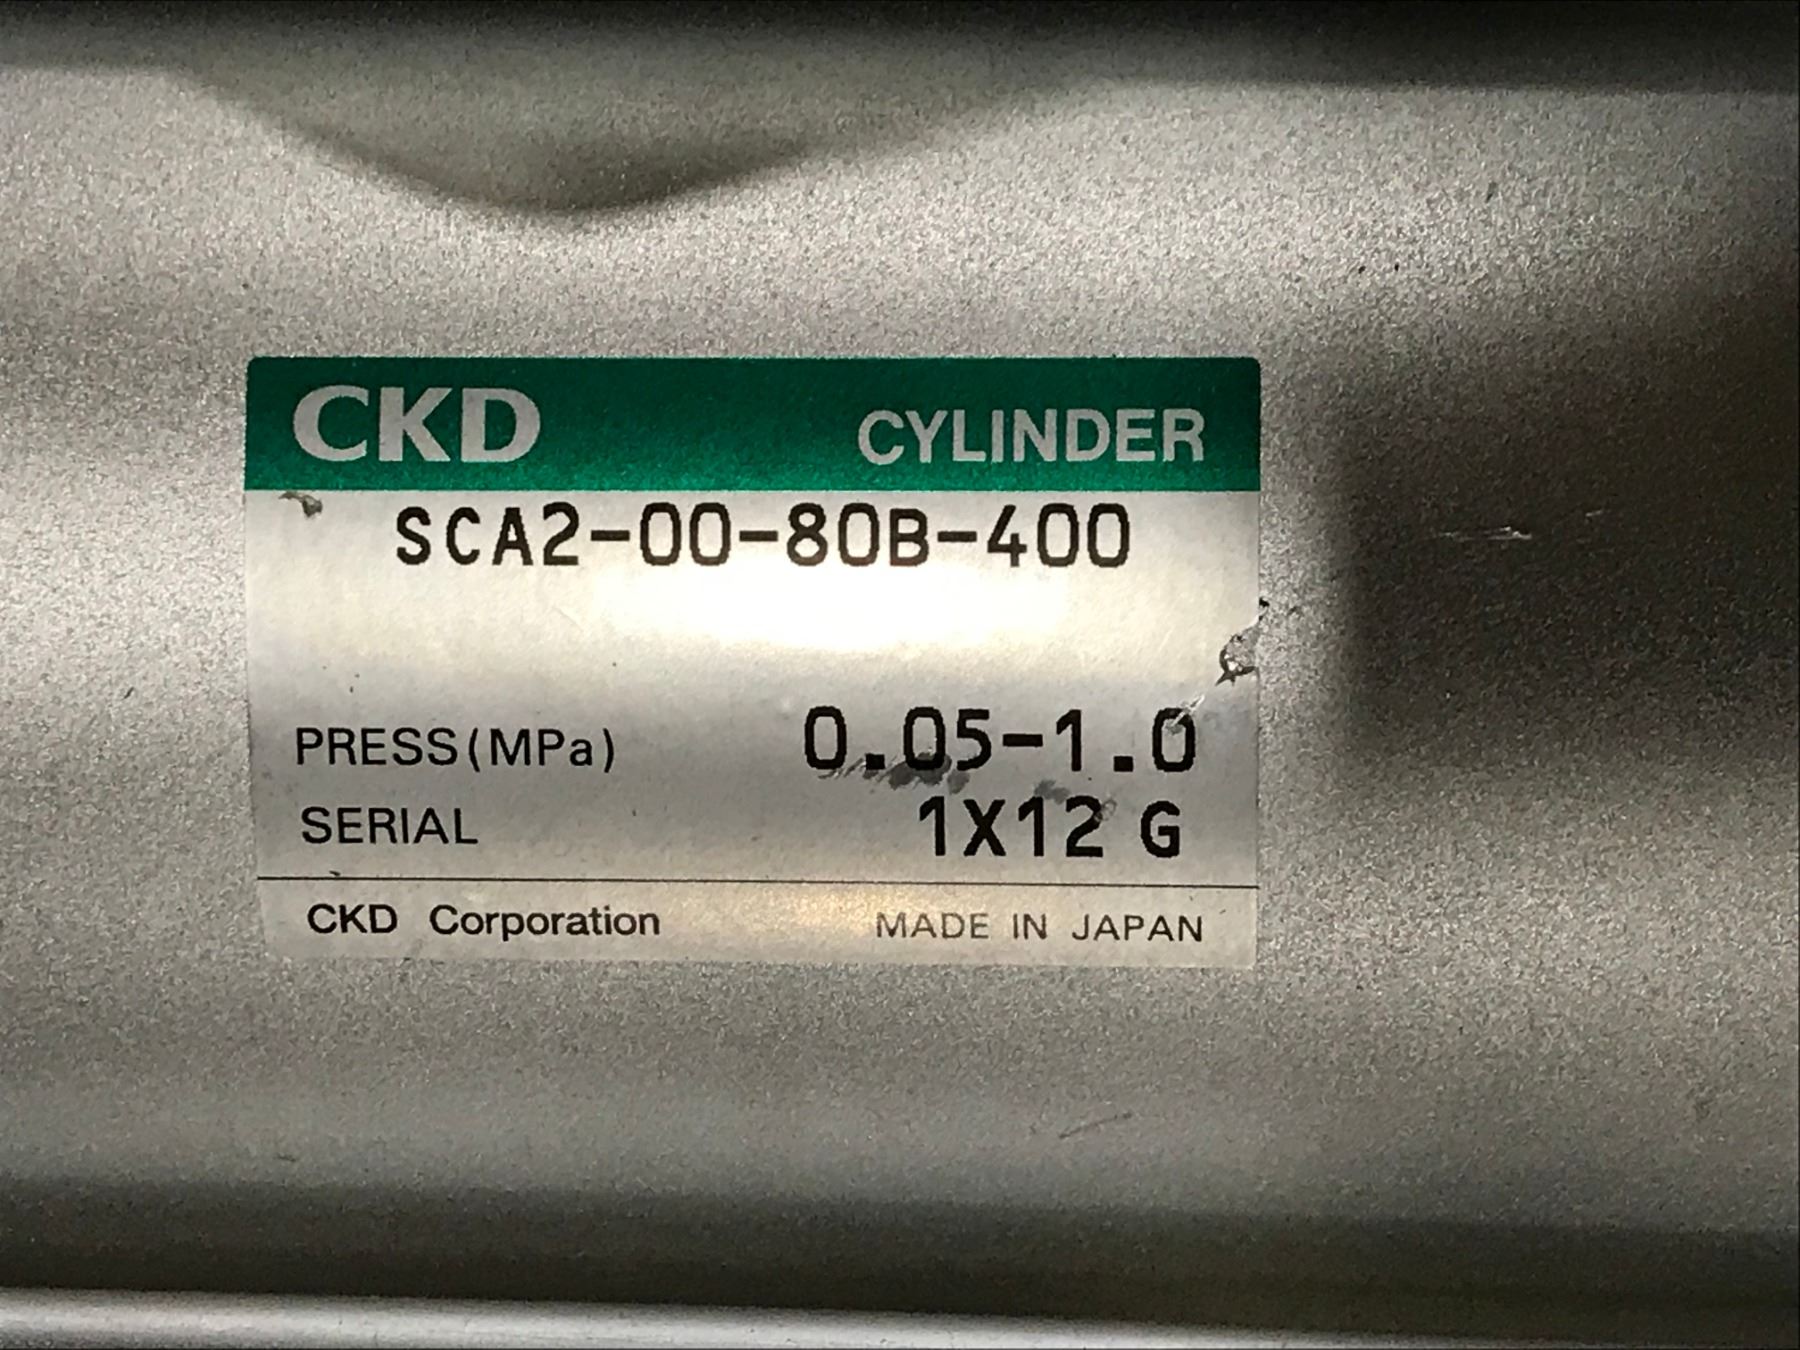 CKD CYLINDER
SCA2-00-80B-400
PRESS(MPa) 0.05-1.0
SERIAL 1X12 G
CKD Corporation MADE IN JAPAN